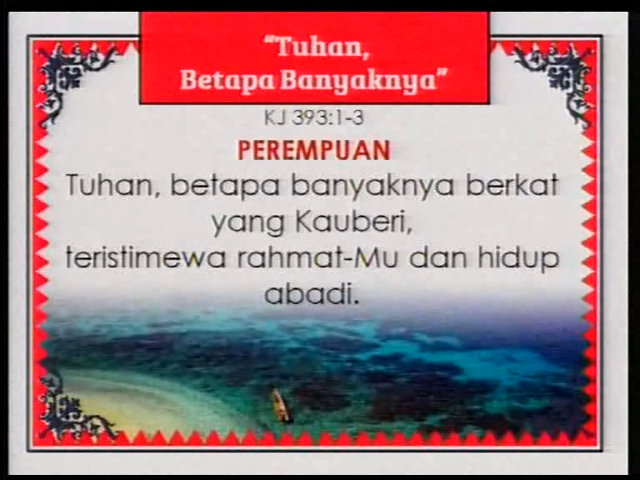 "Tuhan,
Betapa Banyaknya"
KJ 393:1-3
PEREMPUAN
Tuhan, betapa banyaknya berkat
yang Kauberi,
teristimewa rahmat-Mu dan hidup
abadi.